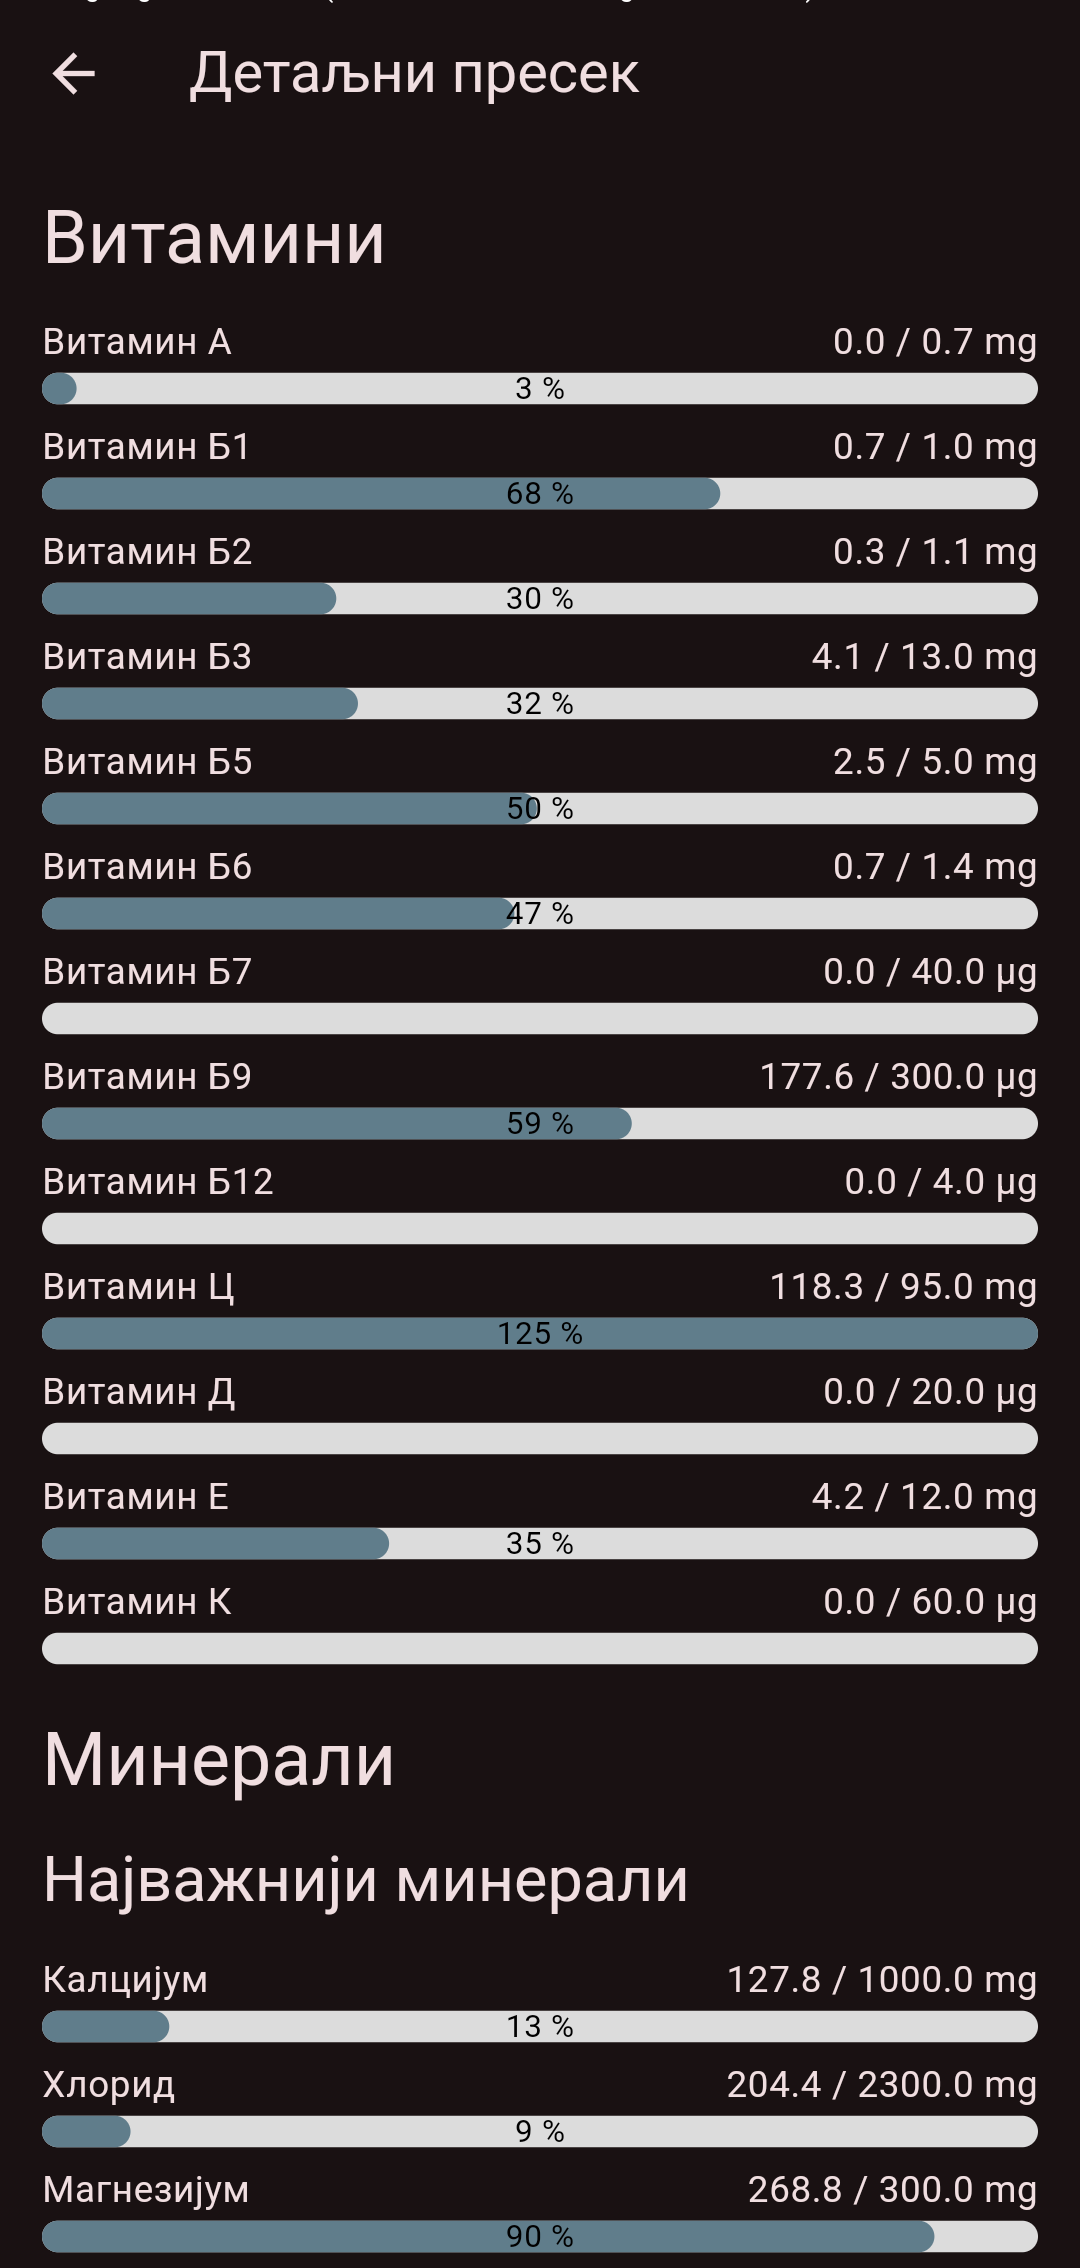 Детаљни пресек
Витамини
Витамин А 0.0 / 0.7 mg
3 %
Витамин Б1 0.7 / 1.0 mg
68 %
Витамин Б2 0.3 / 1.1 mg
30 %
Витамин Б3 4.1 / 13.0 mg
32 %
Витамин Б5 2.5 / 5.0 mg
50 %
Витамин Б6 0.7 / 1.4 mg
47 %
Витамин Б7 0.0 / 40.0 µg
Витамин Б9 177.6 / 300.0 µg
59 %
Витамин Б12 0.0 / 4.0 µg
Витамин Ц 118.3 / 95.0 mg
125 %
Витамин Д 0.0 / 20.0 µg
Витамин Е 4.2 / 12.0 mg
35 %
Витамин К 0.0 / 60.0 µg
Минерали
Најважнији минерали
Калцијум 127.8 / 1000.0 mg
13 %
Хлорид 204.4 / 2300.0 mg
9 %
Магнезијум 268.8 / 300.0 mg
90 %